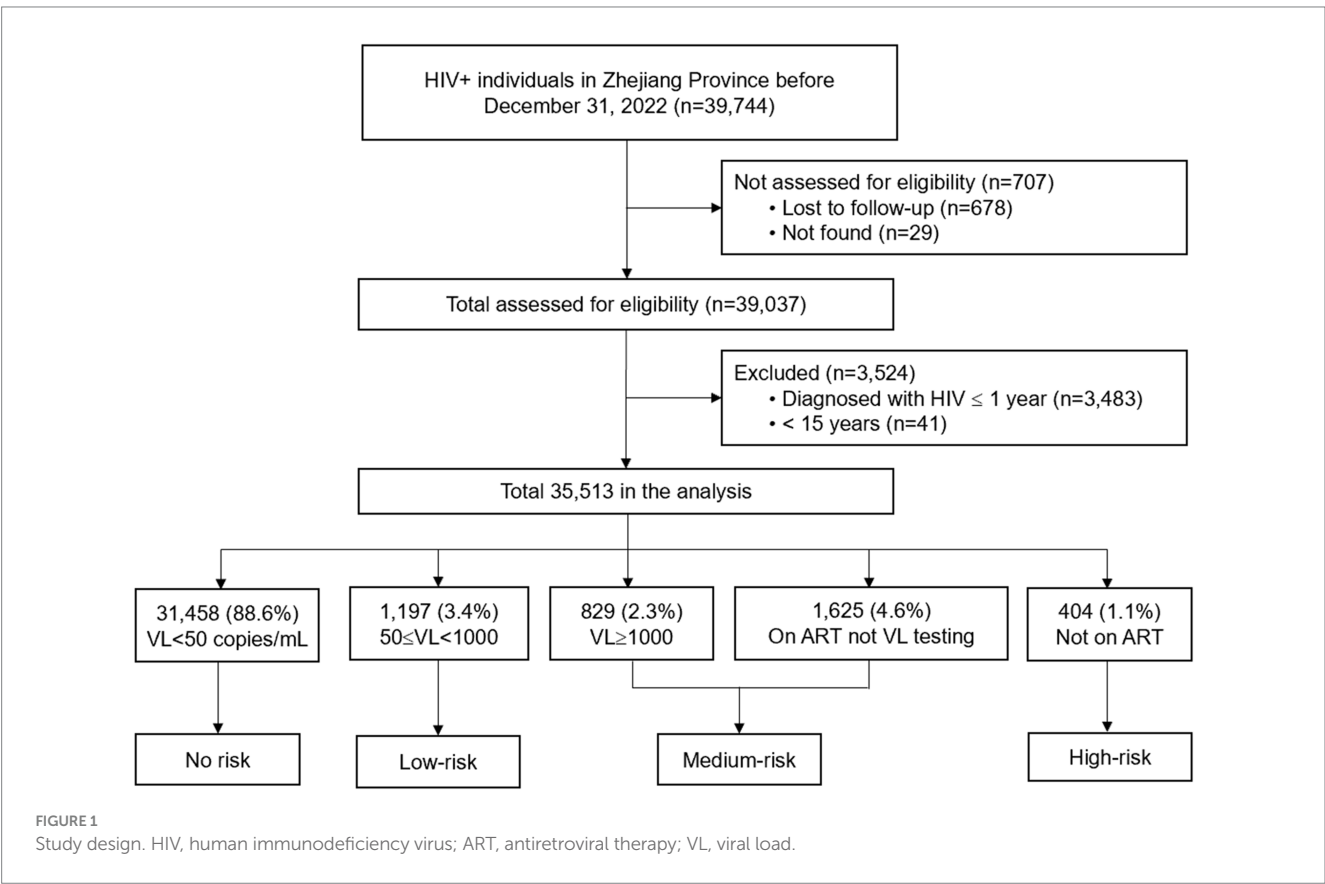 HIV+ individuals in Zhejiang Province before
December 31, 2022 (n=39,744)
Not assessed for eligibility (n=707)
• Lost to follow-up (n=678)
• Not found (n=29)
Total assessed for eligibility (n=39,037)
Excluded (n=3,524)
• Diagnosed with HIV ≤ 1 year (n=3,483)
• < 15 years (n=41)
Total 35,513 in the analysis
31,458 (88.6%)
VL<50 copies/mL
1,197 (3.4%)
50≤VL<1000
829 (2.3%)
VL≥1000
1,625 (4.6%)
On ART not VL testing
404 (1.1%)
Not on ART
No risk
Low-risk
Medium-risk
High-risk
FIGURE 1
Study design. HIV, human immunodeficiency virus; ART, antiretroviral therapy; VL, viral load.